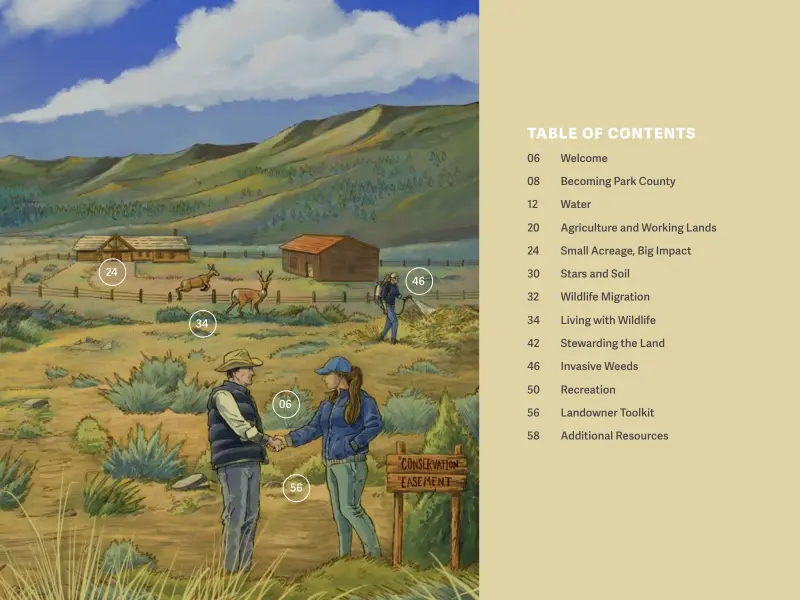 24
46
34
06
56
"CONSERVATION
EASEMENT"
TABLE OF CONTENTS
06 Welcome
08 Becoming Park County
12 Water
20 Agriculture and Working Lands
24 Small Acreage, Big Impact
30 Stars and Soil
32 Wildlife Migration
34 Living with Wildlife
42 Stewarding the Land
46 Invasive Weeds
50 Recreation
56 Landowner Toolkit
58 Additional Resources